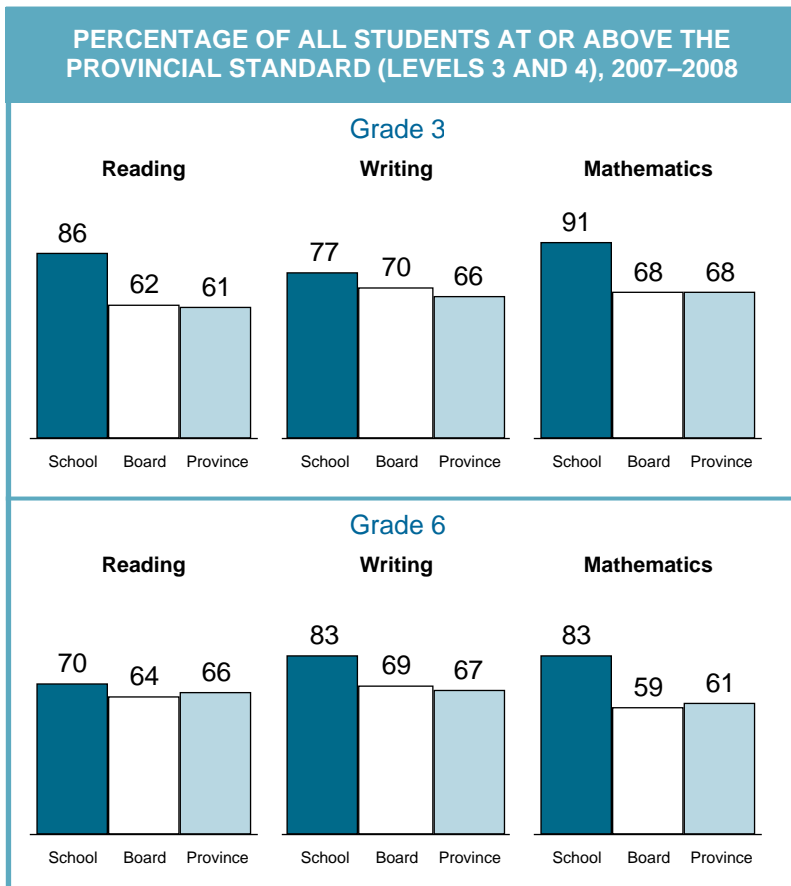 PERCENTAGE OF ALL STUDENTS AT OR ABOVE THE
PROVINCIAL STANDARD (LEVELS 3 AND 4), 2007–2008
Grade 3
Reading Writing Mathematics
86 62 61 77 70 66 91 68 68
School Board Province School Board Province School Board Province
Grade 6
Reading Writing Mathematics
70 64 66 83 69 67 83 59 61
School Board Province School Board Province School Board Province